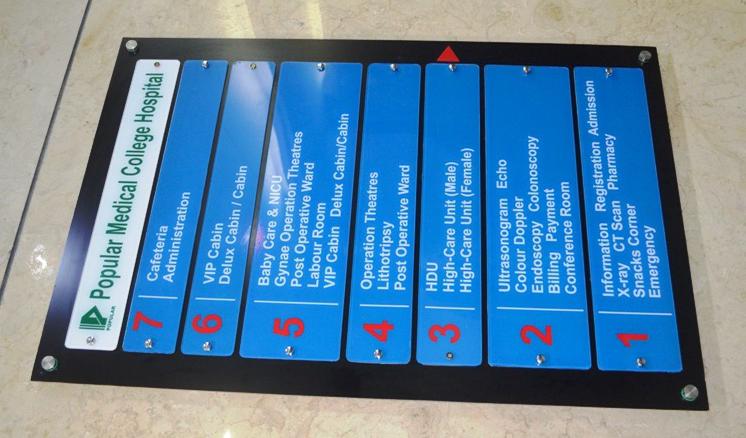 POPULAR
Popular Medical College Hospital
7
Cafeteria
Administration
6
VIP Cabin
Delux Cabin / Cabin
5
Baby Care & NICU
Gynae Operation Theatres
Post Operative Ward
Labour Room
VIP Cabin Delux Cabin/Cabin
4
Operation Theatres
Lithotripsy
Post Operative Ward
3
HDU
High-Care Unit (Male)
High-Care Unit (Female)
2
Ultrasonogram Echo
Colour Doppler
Endoscopy Colonoscopy
Billing Payment
Conference Room
1
Information Registration Admission
X-ray CT Scan Pharmacy
Snacks Corner
Emergency